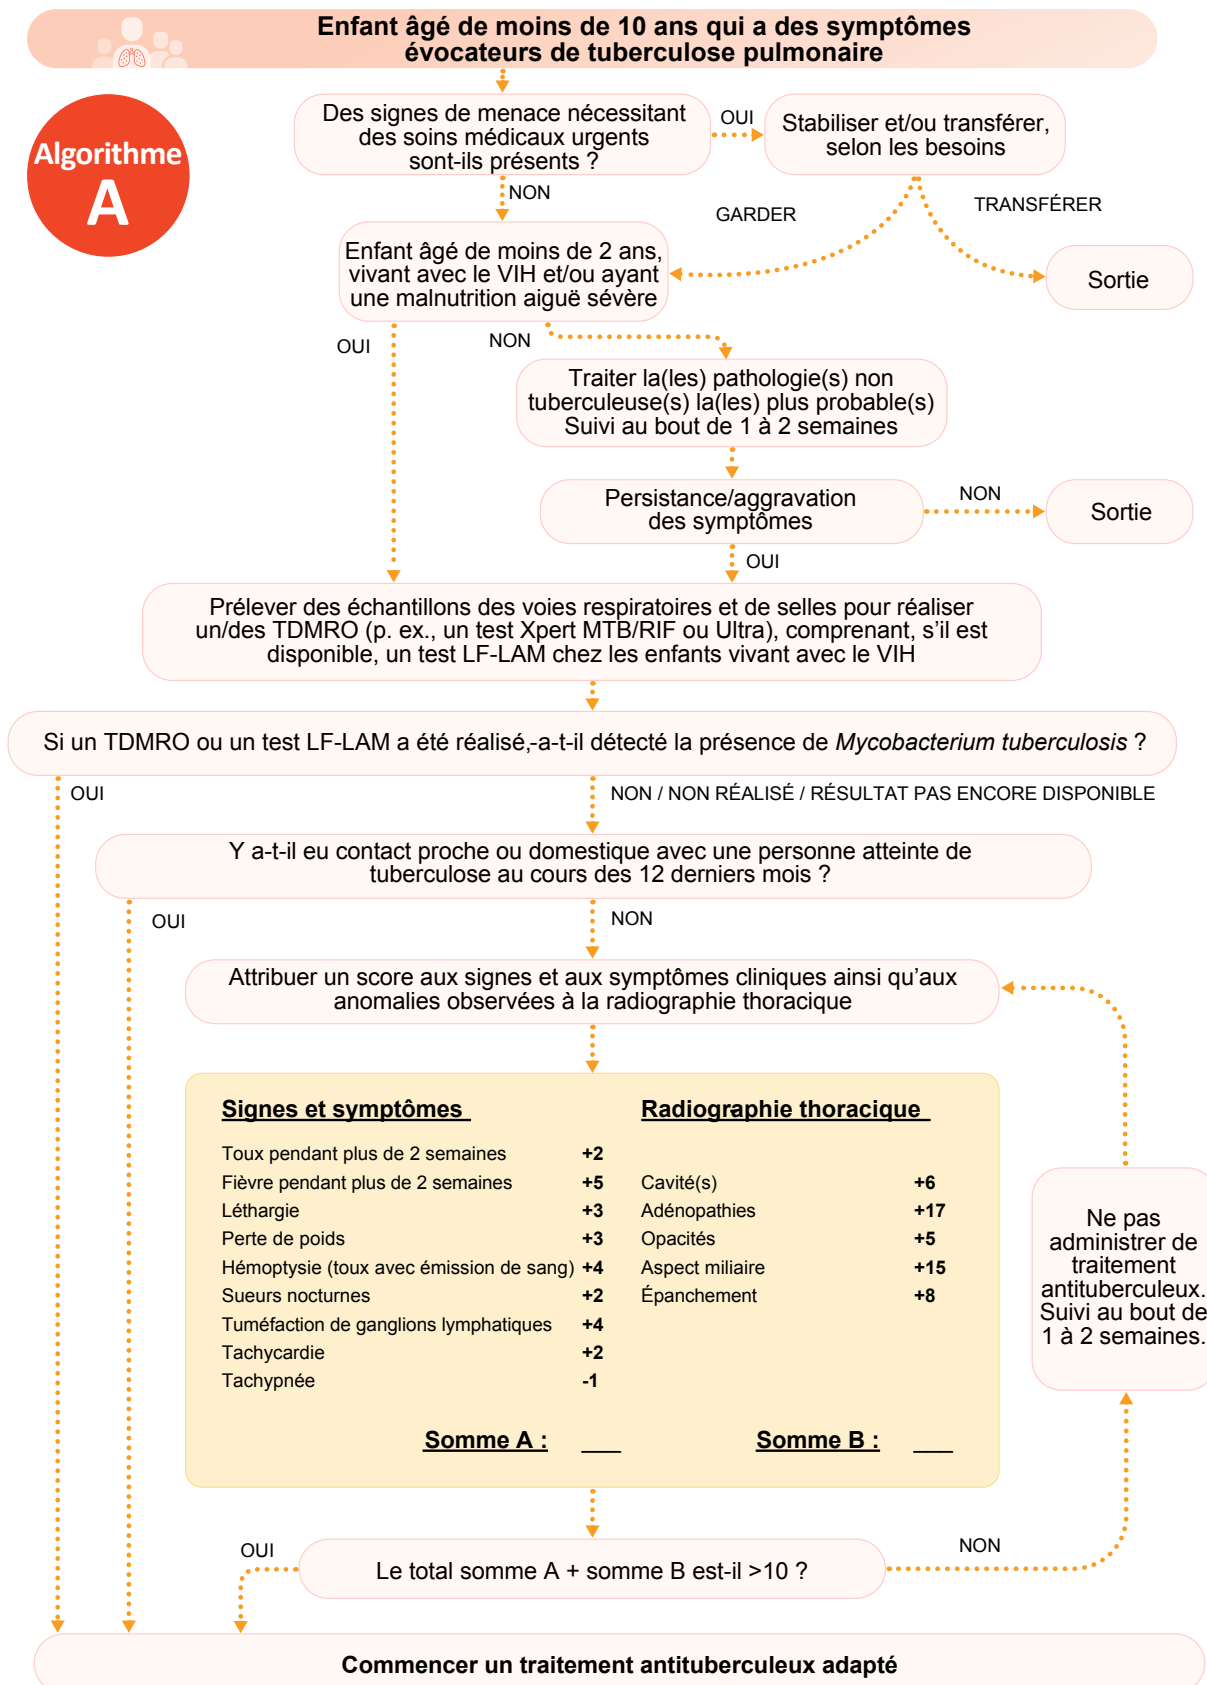 Enfant âgé de moins de 10 ans qui a des symptômes
évocateurs de tuberculose pulmonaire
Algorithme
A
Des signes de menace nécessitant
des soins médicaux urgents
sont-ils présents ?
OUI
Stabiliser et/ou transférer,
selon les besoins
NON
GARDER
TRANSFÉRER
Enfant âgé de moins de 2 ans,
vivant avec le VIH et/ou ayant
une malnutrition aiguë sévère
Sortie
OUI
NON
Traiter la(les) pathologie(s) non
tuberculeuse(s) la(les) plus probable(s)
Suivi au bout de 1 à 2 semaines
Persistance/aggravation
des symptômes
NON
Sortie
OUI
Prélever des échantillons des voies respiratoires et de selles pour réaliser
un/des TDMRO (p. ex., un test Xpert MTB/RIF ou Ultra), comprenant, s’il est
disponible, un test LF-LAM chez les enfants vivant avec le VIH
Si un TDMRO ou un test LF-LAM a été réalisé,-a-t-il détecté la présence de Mycobacterium tuberculosis ?
OUI
NON / NON RÉALISÉ / RÉSULTAT PAS ENCORE DISPONIBLE
Y a-t-il eu contact proche ou domestique avec une personne atteinte de
tuberculose au cours des 12 derniers mois ?
OUI
NON
Attribuer un score aux signes et aux symptômes cliniques ainsi qu’aux
anomalies observées à la radiographie thoracique
Signes et symptômes
Toux pendant plus de 2 semaines +2
Fièvre pendant plus de 2 semaines +5
Léthargie +3
Perte de poids +3
Hémoptysie (toux avec émission de sang) +4
Sueurs nocturnes +2
Tuméfaction de ganglions lymphatiques +4
Tachycardie +2
Tachypnée -1
Somme A : ___
Radiographie thoracique
Cavité(s) +6
Adénopathies +17
Opacités +5
Aspect miliaire +15
Épanchement +8
Somme B : ___
Ne pas
administrer de
traitement
antituberculeux.
Suivi au bout de
1 à 2 semaines.
OUI
Le total somme A + somme B est-il >10 ?
NON
Commencer un traitement antituberculeux adapté